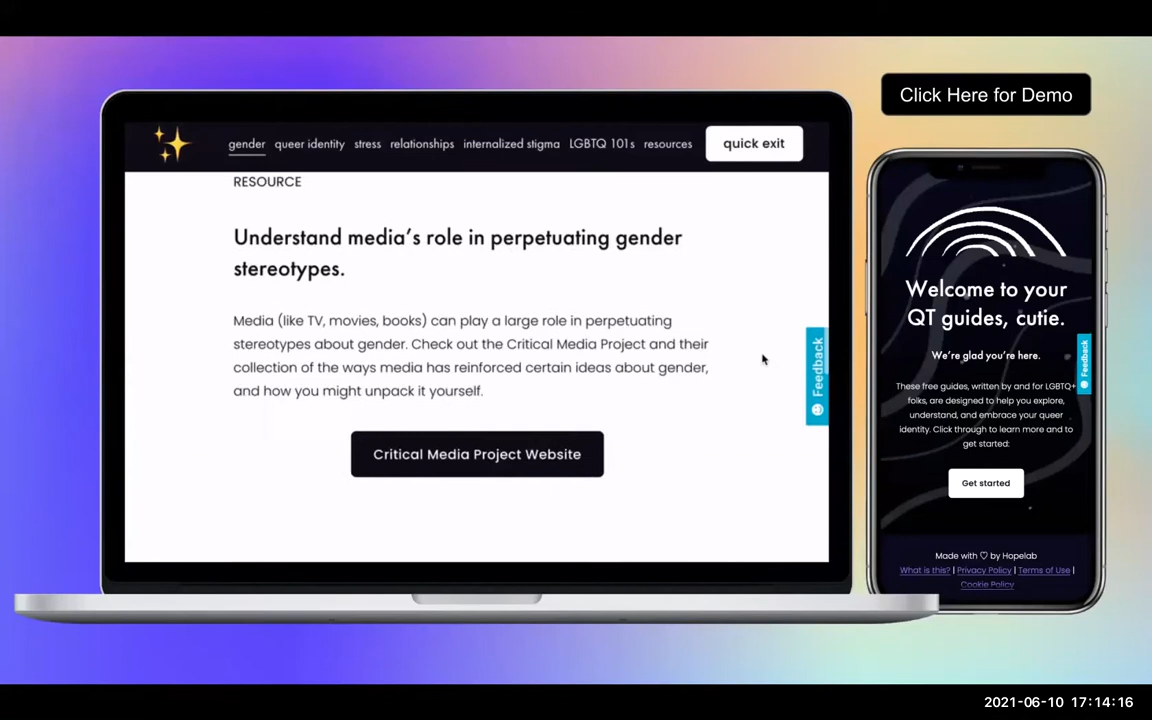 Click Here for Demo
gender queer identity stress relationships internalized stigma LGBTQ 101s resources quick exit
RESOURCE
Understand media's role in perpetuating gender
stereotypes.
Media (like TV, movies, books) can play a large role in perpetuating
stereotypes about gender. Check out the Critical Media Project and their
collection of the ways media has reinforced certain ideas about gender,
and how you might unpack it yourself.
Critical Media Project Website
Feedback
Welcome to your
QT guides, cutie.
We're glad you're here.
These free guides, written by and for LGBTQ+
folks, are designed to help you explore,
understand, and embrace your queer
identity. Click through to learn more and to
get started:
Get started
Feedback
Made with ♡ by Hopelab
What is this? | Privacy Policy | Terms of Use |
Cookie Policy
2021-06-10 17:14:16